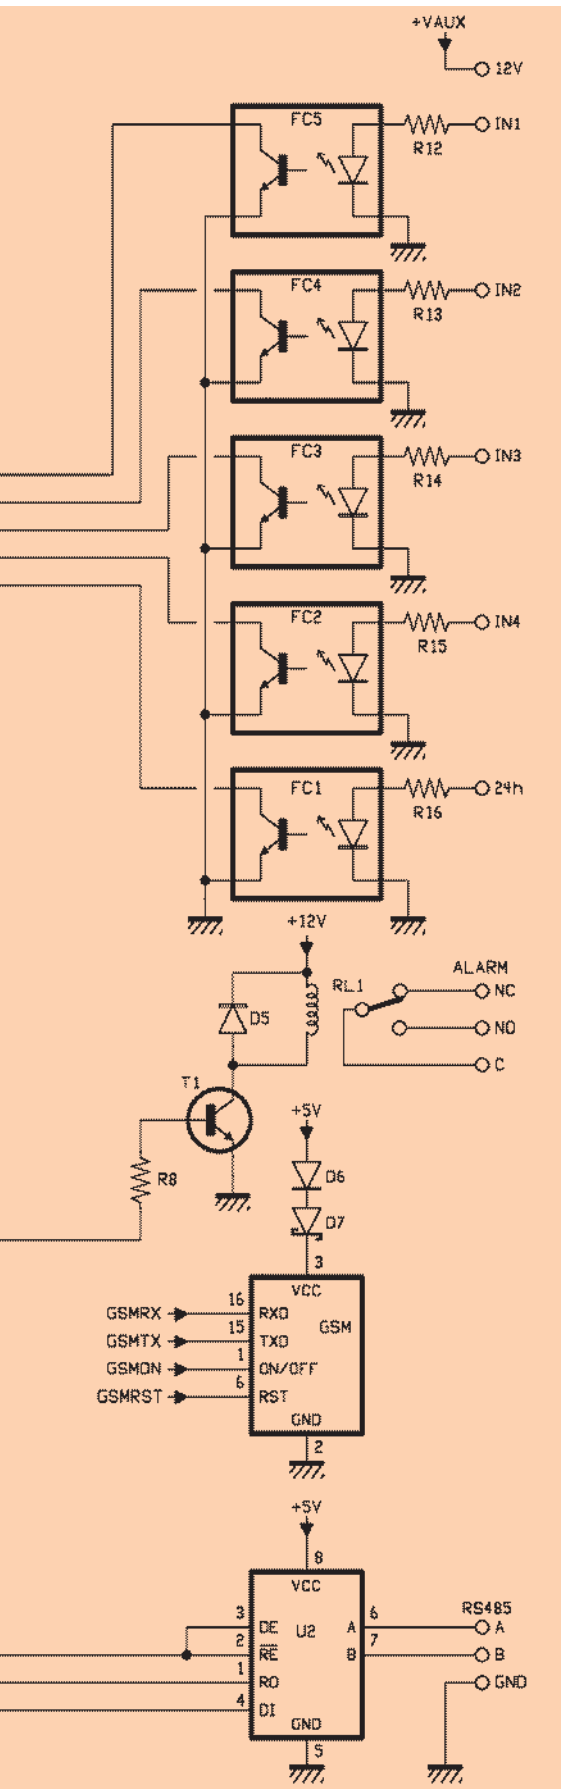 +VAUX
12V
FC5
IN1
R12
FC4
IN2
R13
FC3
IN3
R14
FC2
IN4
R15
FC1
24h
R16
+12V
ALARM
RL1
NC
D5
NO
C
T1
+5V
R8
D6
D7
3
VCC
16
GSMRX RXD
GSM
15
GSMTX TXD
1
GSMON ON/OFF
6
GSMRST RST
GND
2
+5V
8
VCC
RS485
3 DE U2 A 6 A
2 RE B 7 B
1 RO GND
4 DI
GND
5